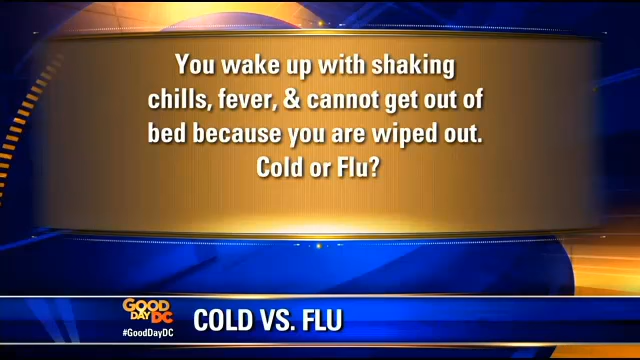 You wake up with shaking
chills, fever, & cannot get out of
bed because you are wiped out.
Cold or Flu?
GOOD
DAY DC
#GoodDayDC
COLD VS. FLU